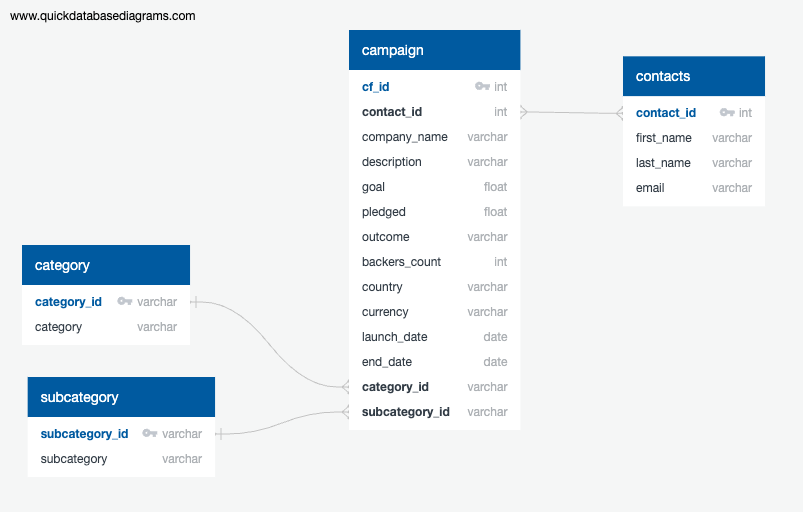 www.quickdatabasediagrams.com
campaign
cf_id int
contact_id int
company_name varchar
description varchar
goal float
pledged float
outcome varchar
backers_count int
country varchar
currency varchar
launch_date date
end_date date
category_id varchar
subcategory_id varchar
contacts
contact_id int
first_name varchar
last_name varchar
email varchar
category
category_id varchar
category varchar
subcategory
subcategory_id varchar
subcategory varchar